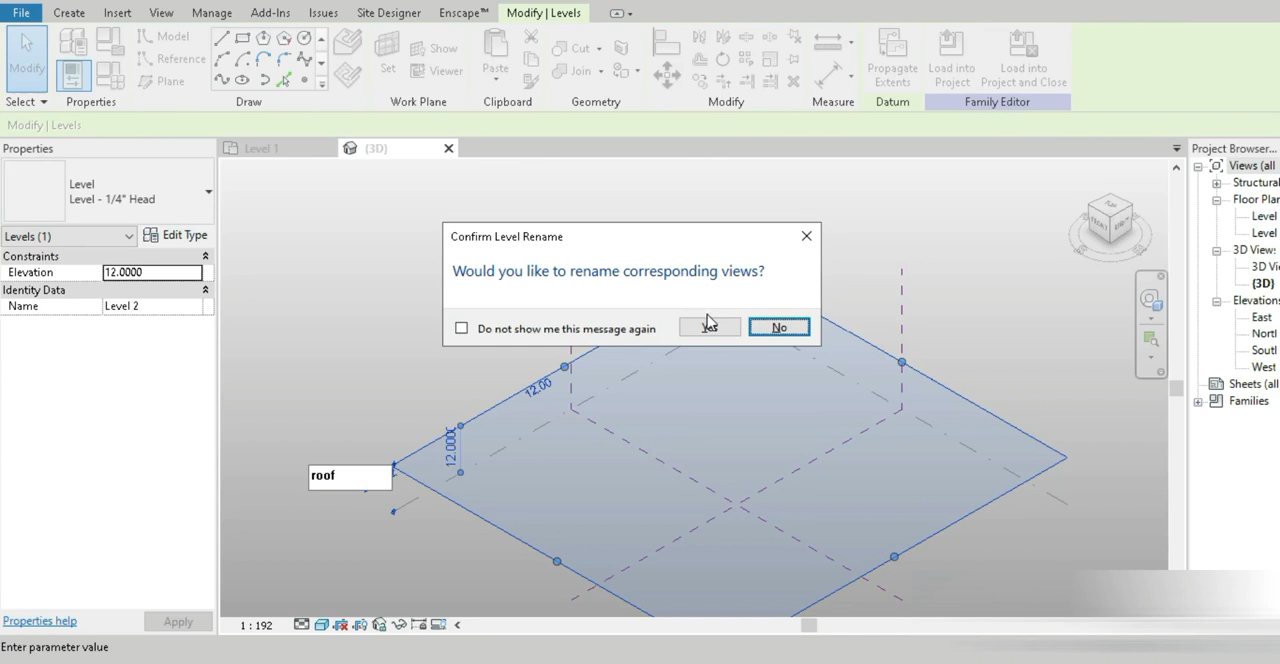 File Create Insert View Manage Add-Ins Issues Site Designer Enscape™ Modify | Levels
Modify
Model
Reference
Plane
Set
Show
Viewer
Paste
Cut
Join
Propagate Extents
Load into Project
Load into Project and Close
Select Properties Draw Work Plane Clipboard Geometry Modify Measure Datum Family Editor
Modify | Levels
Properties
Level 1
{3D}
Project Browser...
Level
Level - 1/4" Head
Levels (1)
Edit Type
Constraints
Elevation 12.0000
Identity Data
Name Level 2
TOP
FRONT
Views (all
Structural
Floor Plan
Level
Level
3D View:
3D Vi
{3D}
Elevations
East
Nortl
Soutl
West
Sheets (all
Families
Confirm Level Rename
Would you like to rename corresponding views?
Do not show me this message again
Yes
No
12.00
12.000
roof
Properties help
Apply
1 : 192
Enter parameter value